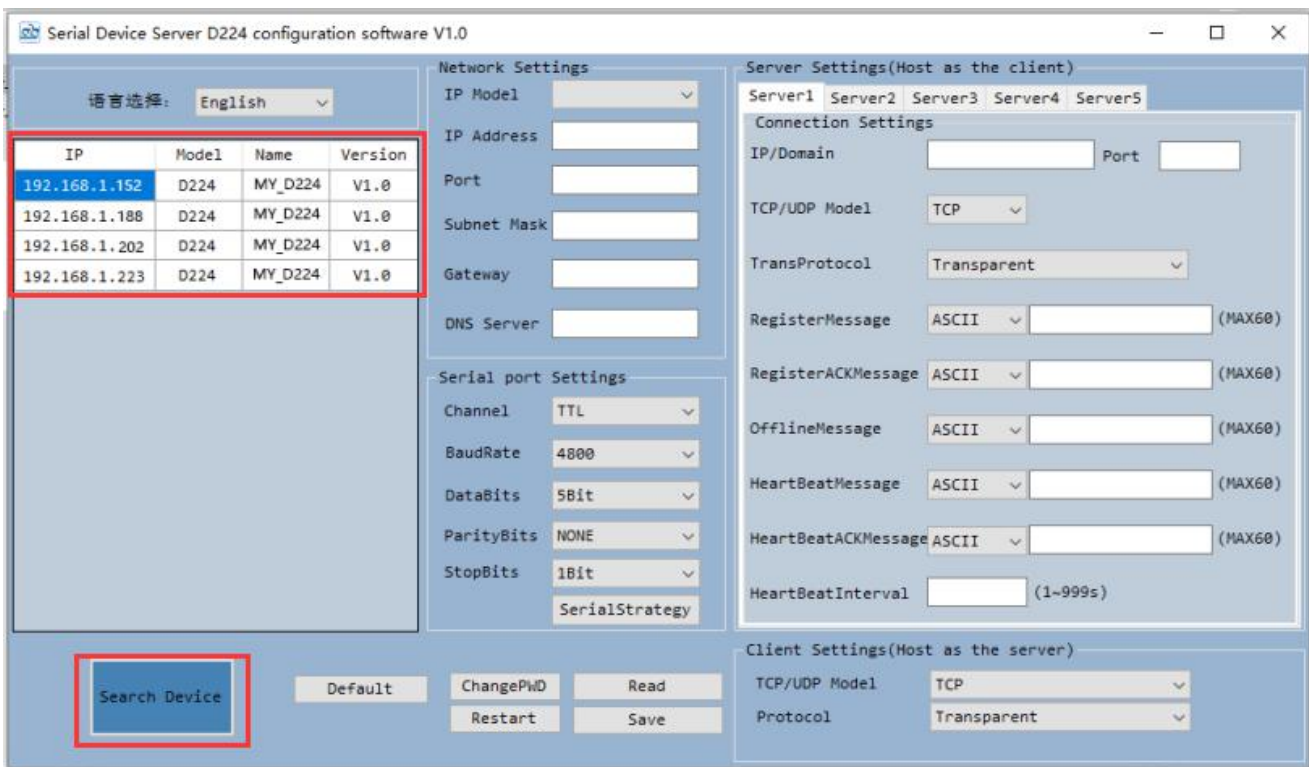 Serial Device Server D224 configuration software V1.0
语言选择: English
IP Model Name Version
192.168.1.152 D224 MY_D224 V1.0
192.168.1.188 D224 MY_D224 V1.0
192.168.1.202 D224 MY_D224 V1.0
192.168.1.223 D224 MY_D224 V1.0
Search Device
Default
Network Settings
IP Model
IP Address
Port
Subnet Mask
Gateway
DNS Server
Serial port Settings
Channel TTL
BaudRate 4800
DataBits 5Bit
ParityBits NONE
StopBits 1Bit
SerialStrategy
ChangePWD Read
Restart Save
Server Settings(Host as the client)
Server1 Server2 Server3 Server4 Server5
Connection Settings
IP/Domain Port
TCP/UDP Model TCP
TransProtocol Transparent
RegisterMessage ASCII (MAX60)
RegisterACKMessage ASCII (MAX60)
OfflineMessage ASCII (MAX60)
HeartBeatMessage ASCII (MAX60)
HeartBeatACKMessage ASCII (MAX60)
HeartBeatInterval (1~999s)
Client Settings(Host as the server)
TCP/UDP Model TCP
Protocol Transparent